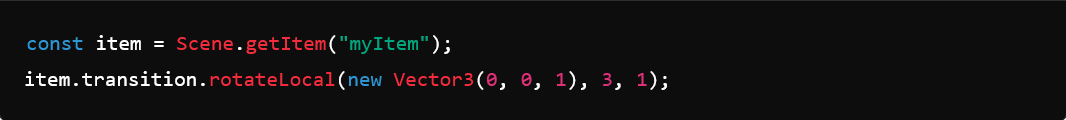 const item = Scene.getItem("myItem");
item.transition.rotateLocal(new Vector3(0, 0, 1), 3, 1);